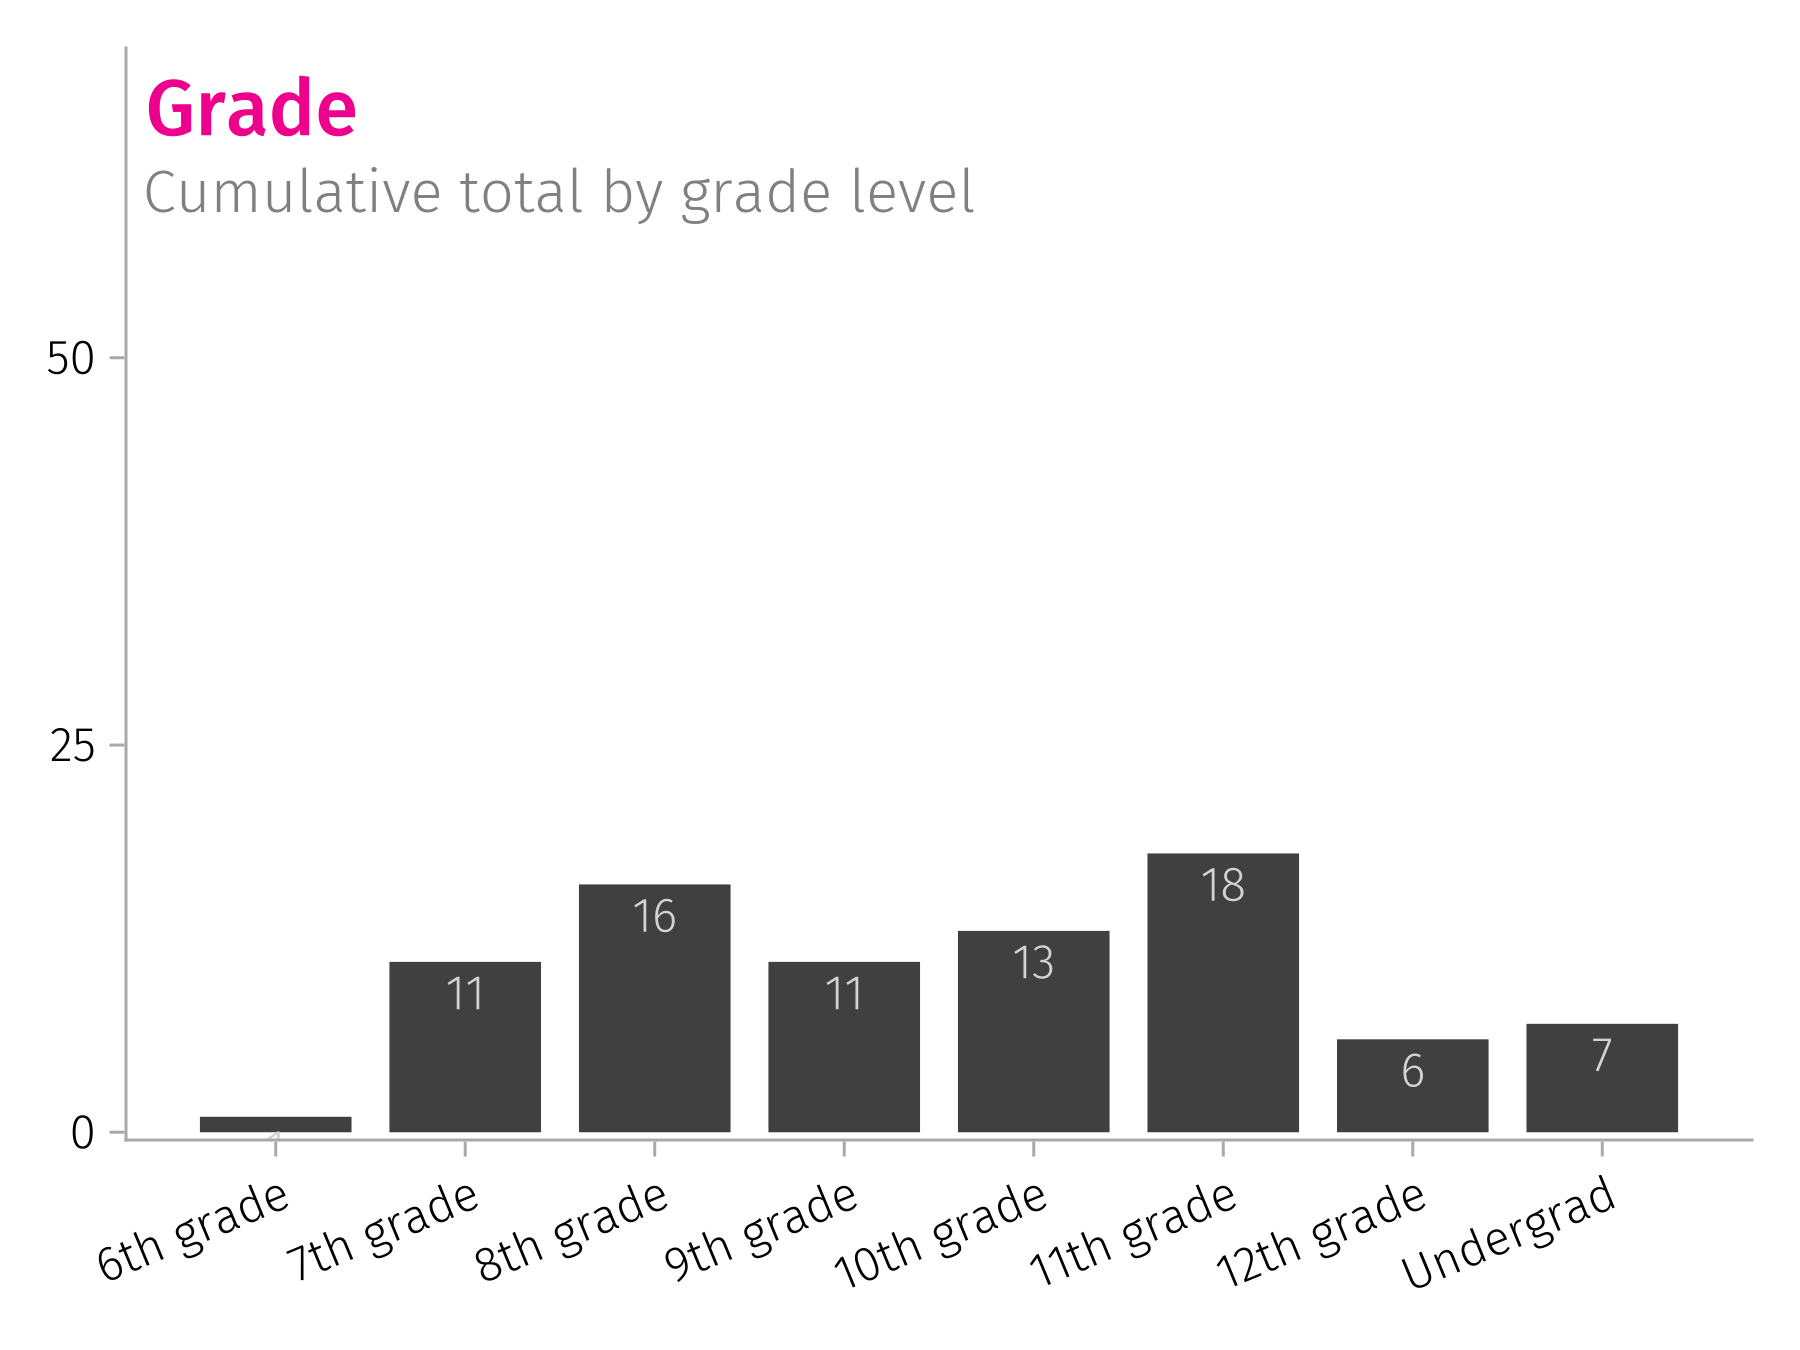 Grade
Cumulative total by grade level
50
25
0
11
16
11
13
18
6
7
6th grade
7th grade
8th grade
9th grade
10th grade
11th grade
12th grade
Undergrad